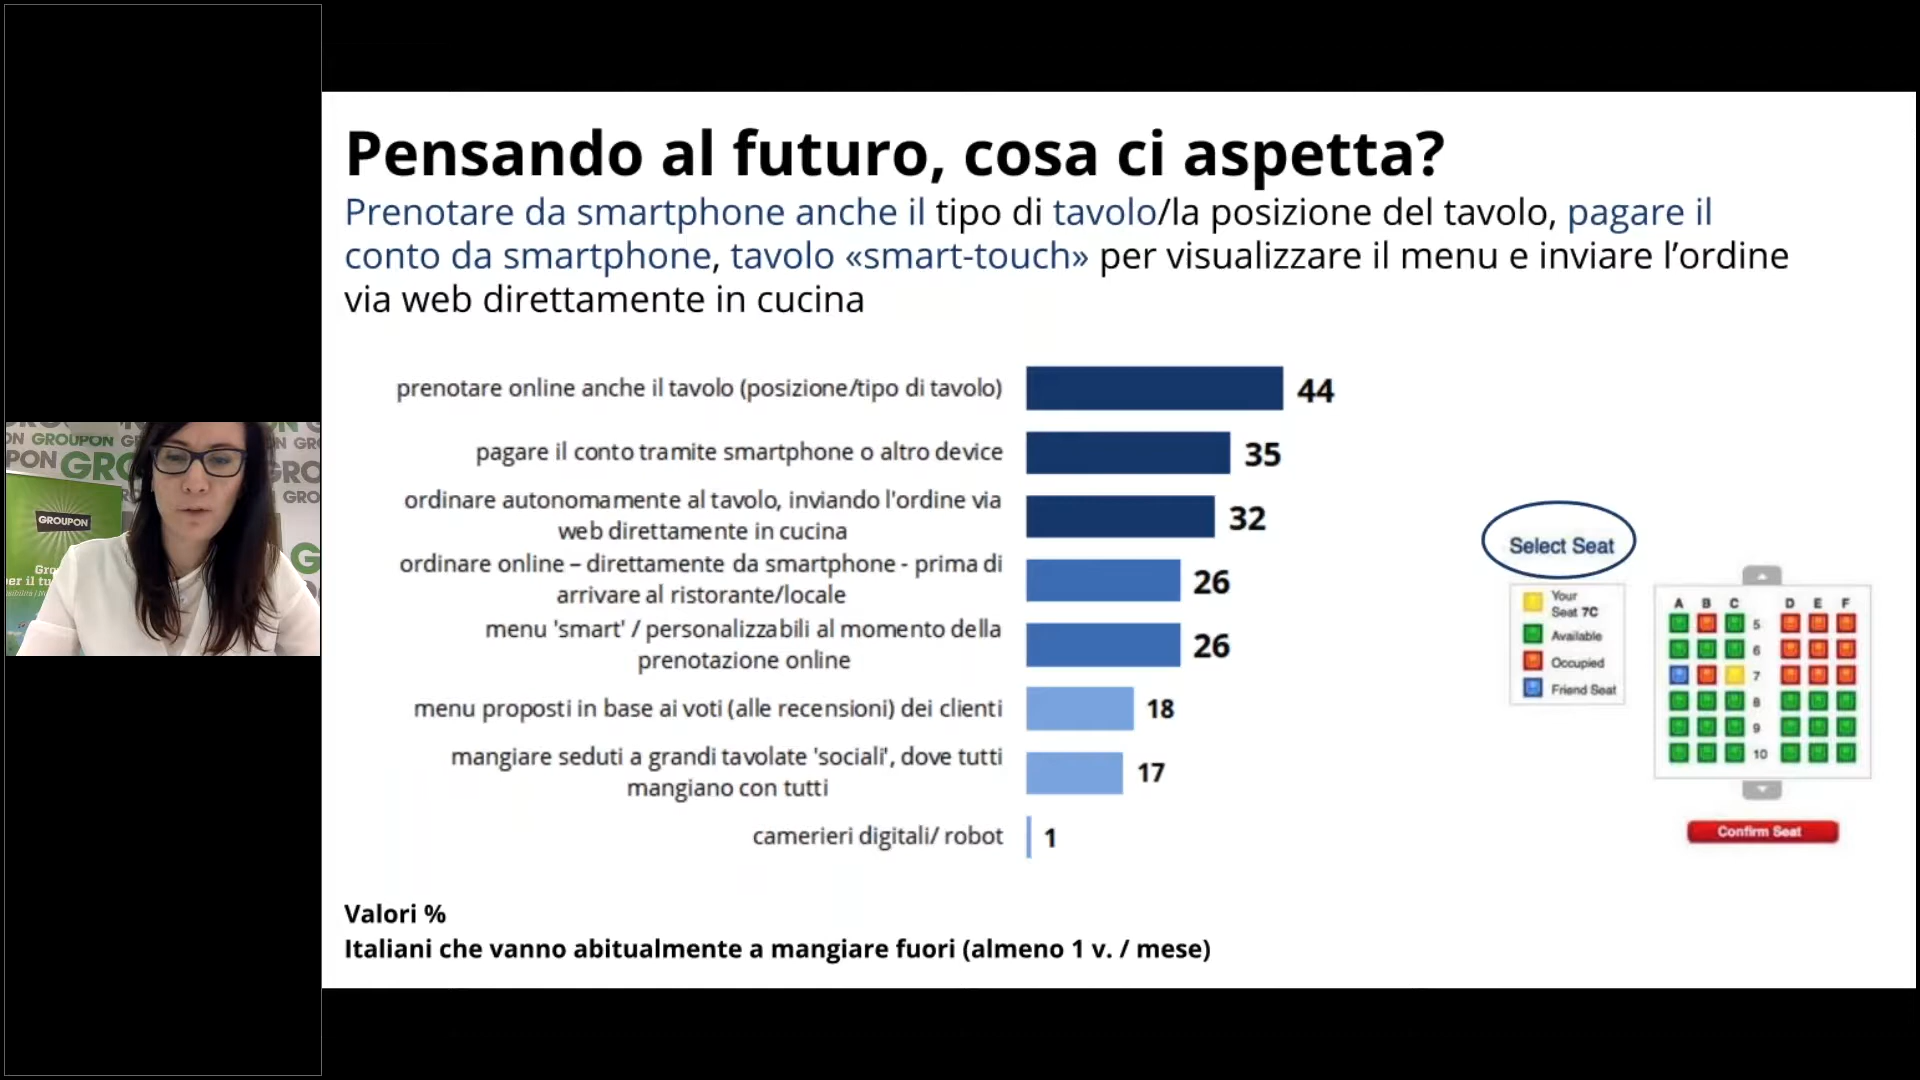 Pensando al futuro, cosa ci aspetta?
Prenotare da smartphone anche il tipo di tavolo/la posizione del tavolo, pagare il
conto da smartphone, tavolo «smart-touch» per visualizzare il menu e inviare l’ordine
via web direttamente in cucina
prenotare online anche il tavolo (posizione/tipo di tavolo) 44
pagare il conto tramite smartphone o altro device 35
ordinare autonomamente al tavolo, inviando l'ordine via
web direttamente in cucina 32
ordinare online – direttamente da smartphone - prima di
arrivare al ristorante/locale 26
menu 'smart' / personalizzabili al momento della
prenotazione online 26
menu proposti in base ai voti (alle recensioni) dei clienti 18
mangiare seduti a grandi tavolate 'sociali', dove tutti
mangiano con tutti 17
camerieri digitali/ robot 1
Valori %
Italiani che vanno abitualmente a mangiare fuori (almeno 1 v. / mese)
Select Seat
Your
Seat 7C
Available
Occupied
Friend Seat
A B C D E F
5
6
7
8
9
10
Confirm Seat
GROUPON
GROUPON